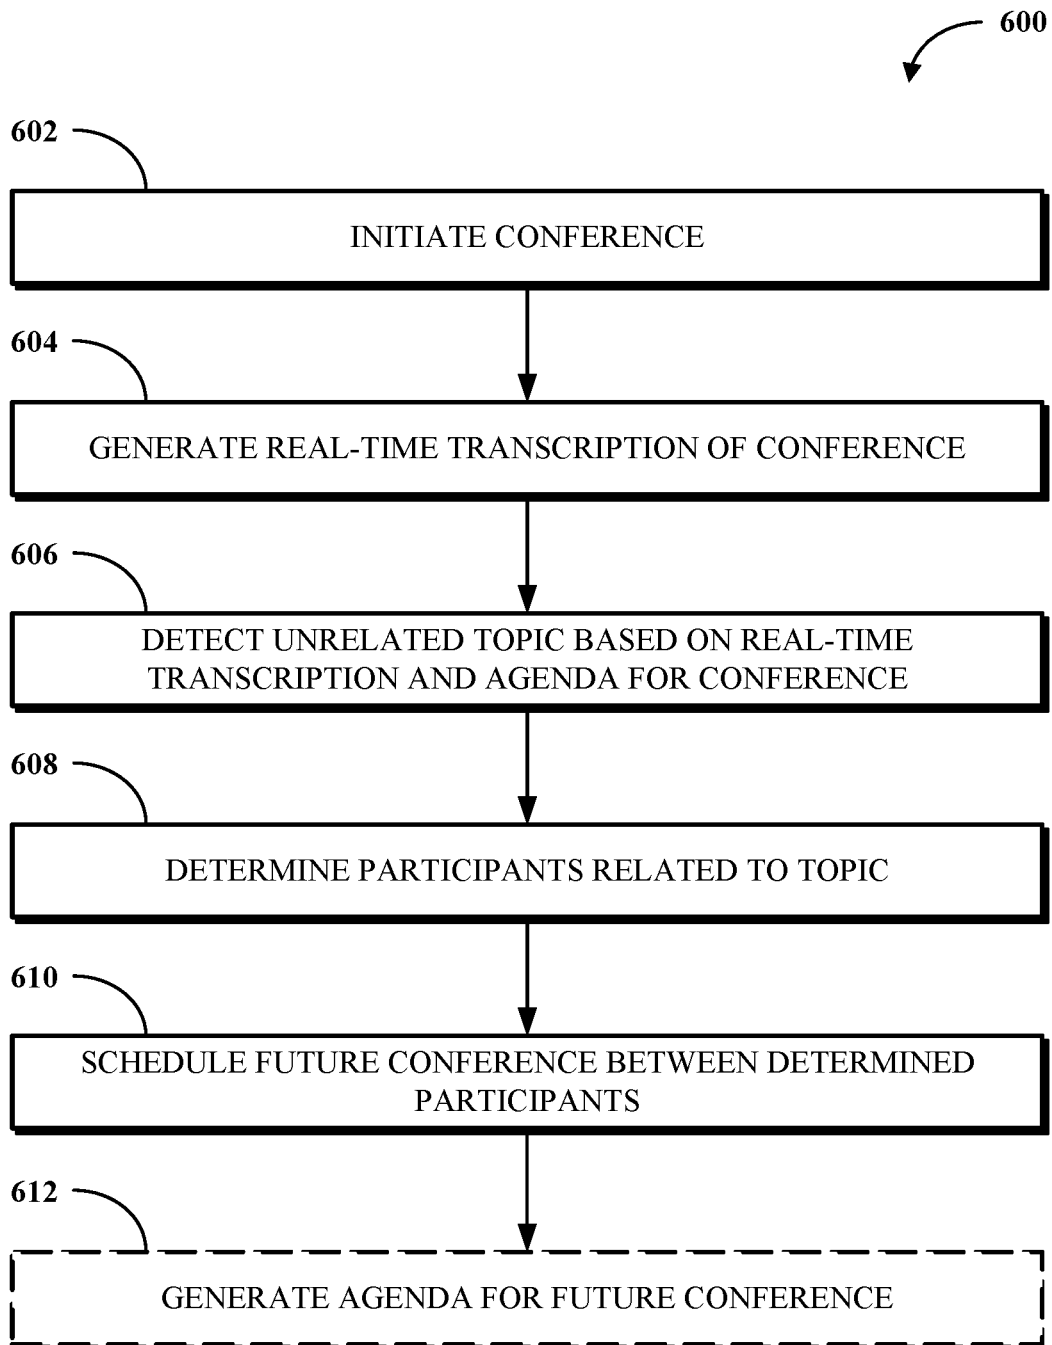 600
602
INITIATE CONFERENCE
604
GENERATE REAL-TIME TRANSCRIPTION OF CONFERENCE
606
DETECT UNRELATED TOPIC BASED ON REAL-TIME
TRANSCRIPTION AND AGENDA FOR CONFERENCE
608
DETERMINE PARTICIPANTS RELATED TO TOPIC
610
SCHEDULE FUTURE CONFERENCE BETWEEN DETERMINED
PARTICIPANTS
612
GENERATE AGENDA FOR FUTURE CONFERENCE